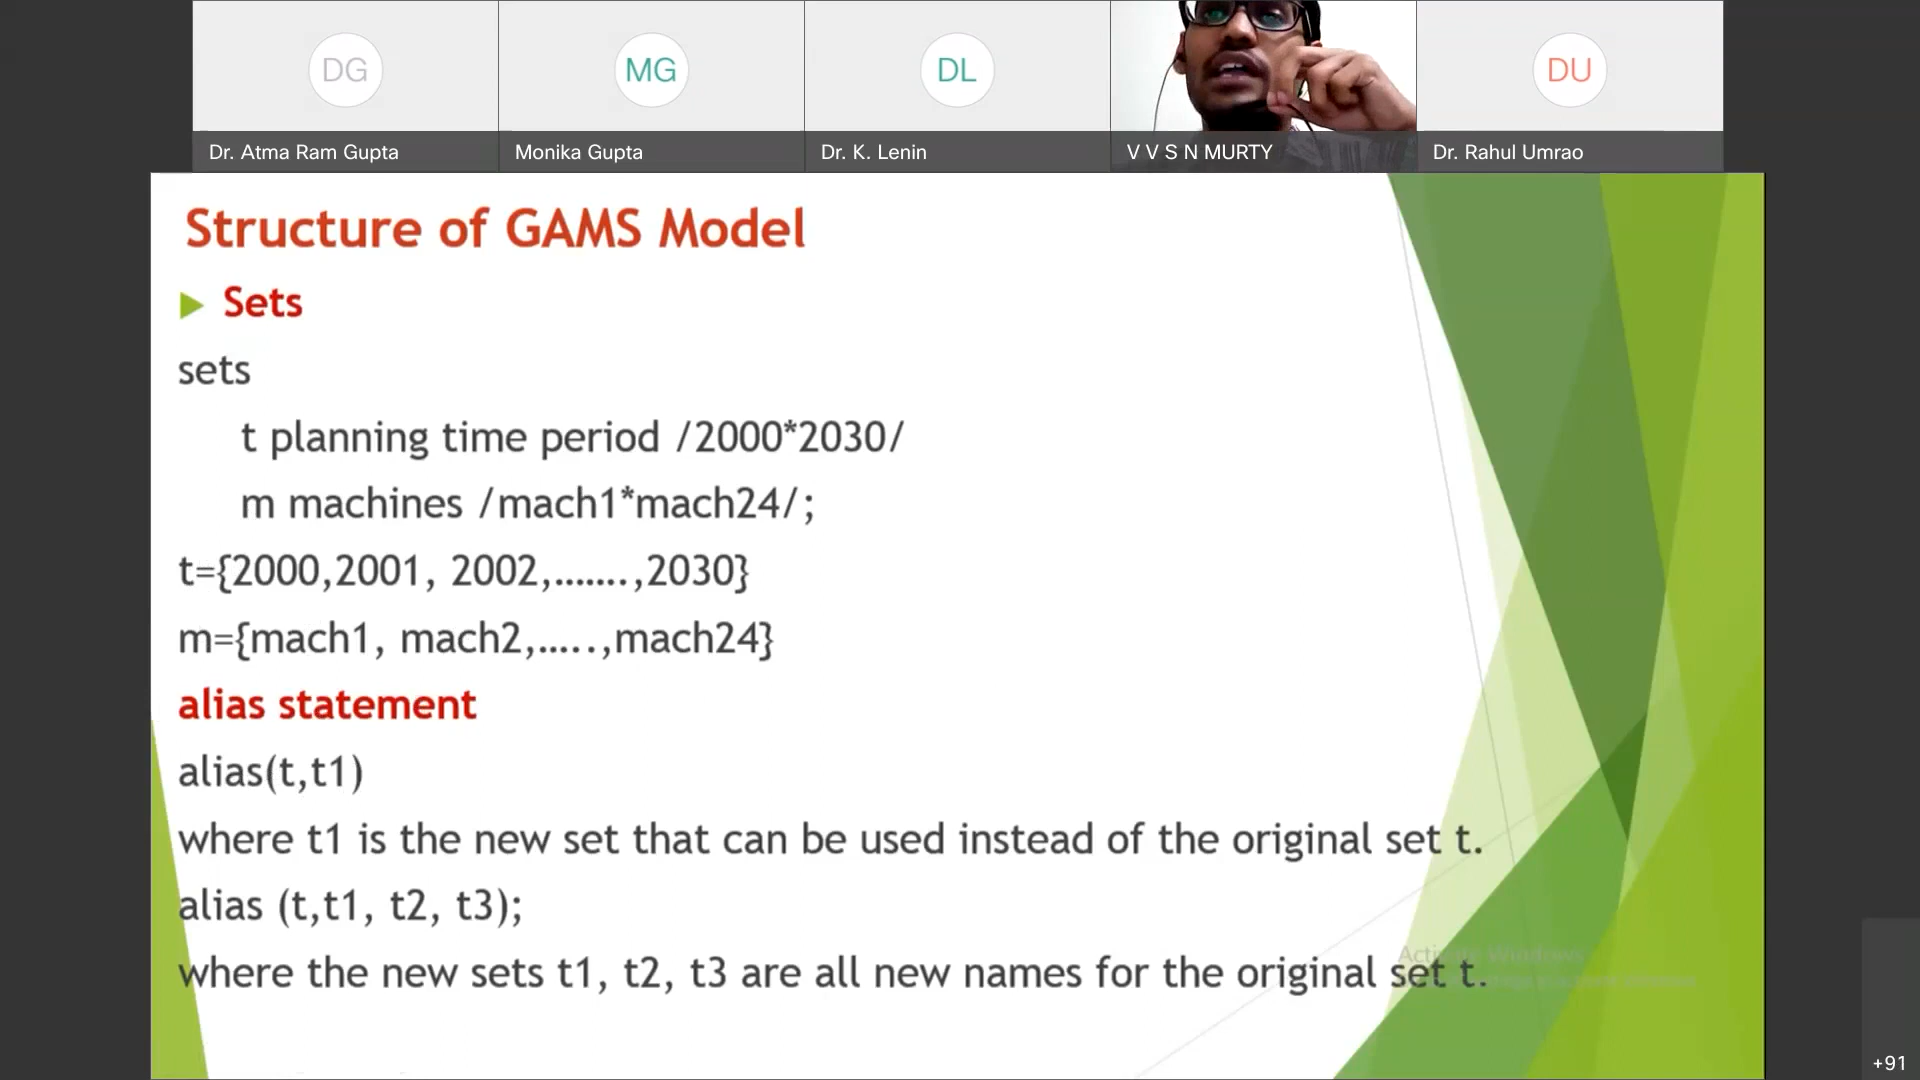 DG
MG
DL
DU
Dr. Atma Ram Gupta
Monika Gupta
Dr. K. Lenin
V V S N MURTY
Dr. Rahul Umrao
Structure of GAMS Model
Sets
sets
t planning time period /2000*2030/
m machines /mach1*mach24/;
t={2000,2001, 2002,.......,2030}
m={mach1, mach2,.....,mach24}
alias statement
alias(t,t1)
where t1 is the new set that can be used instead of the original set t.
alias (t,t1, t2, t3);
Activate Windows
where the new sets t1, t2, t3 are all new names for the original set t.
+91